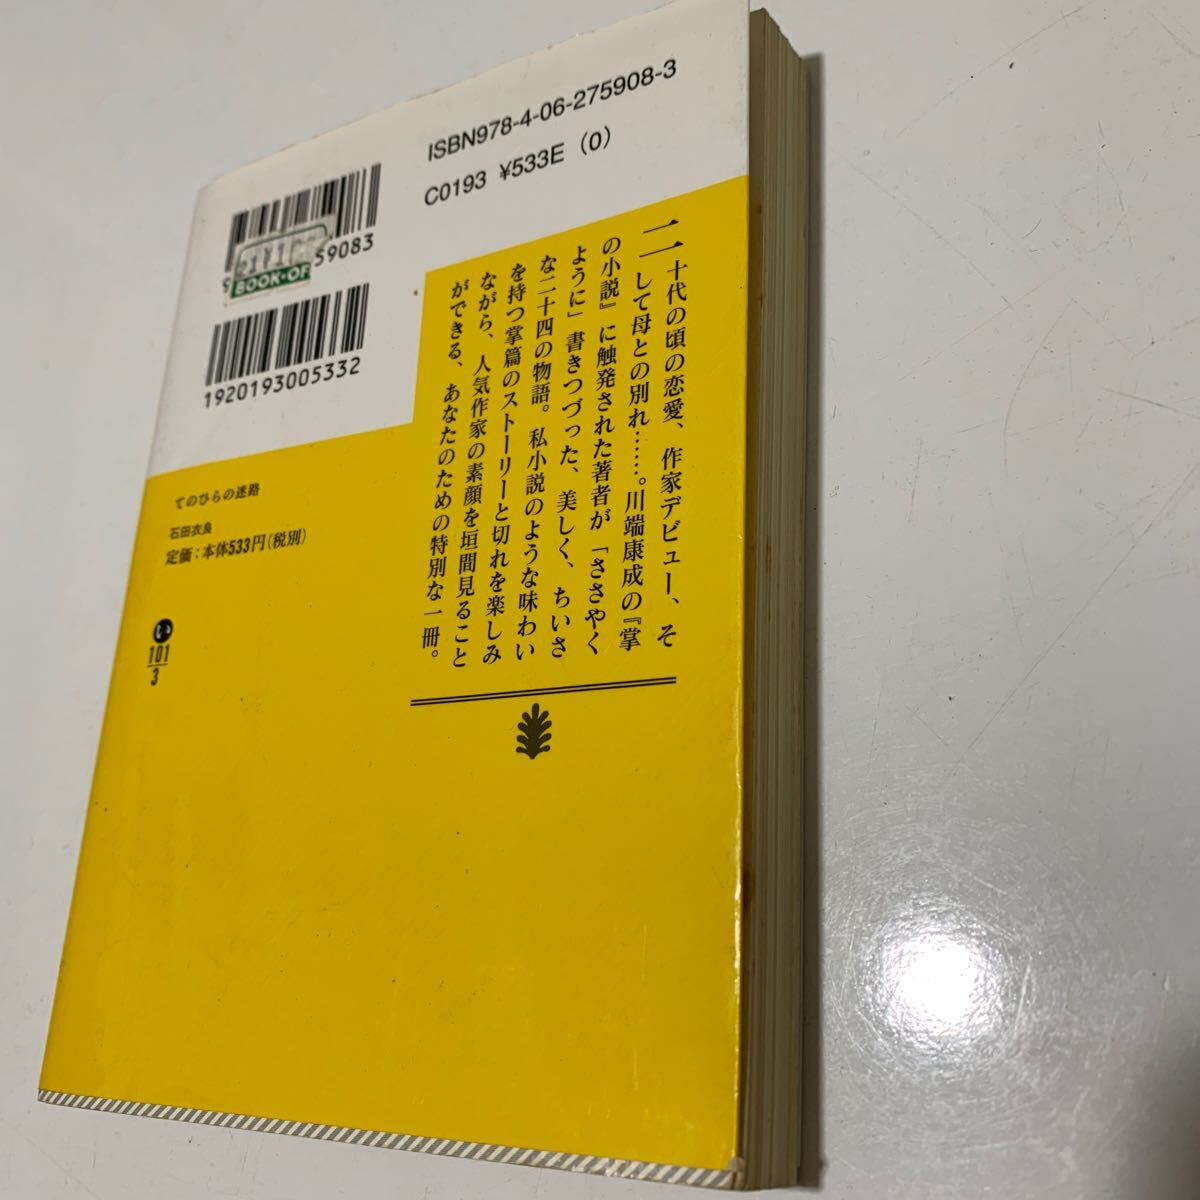 ISBN978-4-06-275908-3
C0193 ¥533E (0)
59083
BOOK·OF
1920193005332
二十代の頃の恋愛、作家デビュー、そ
して母との別れ……。川端康成の『掌
の小説』に触発された著者が「ささやく
ように」書きつづった、美しく、ちいさ
な二十四の物語。私小説のような味わい
を持つ掌篇のストーリーと切れを楽しみ
ながら、人気作家の素顔を垣間見ること
ができる、あなたのための特別な一冊。
てのひらの迷路
石田衣良
定価:本体533円(税別)
い
101
3